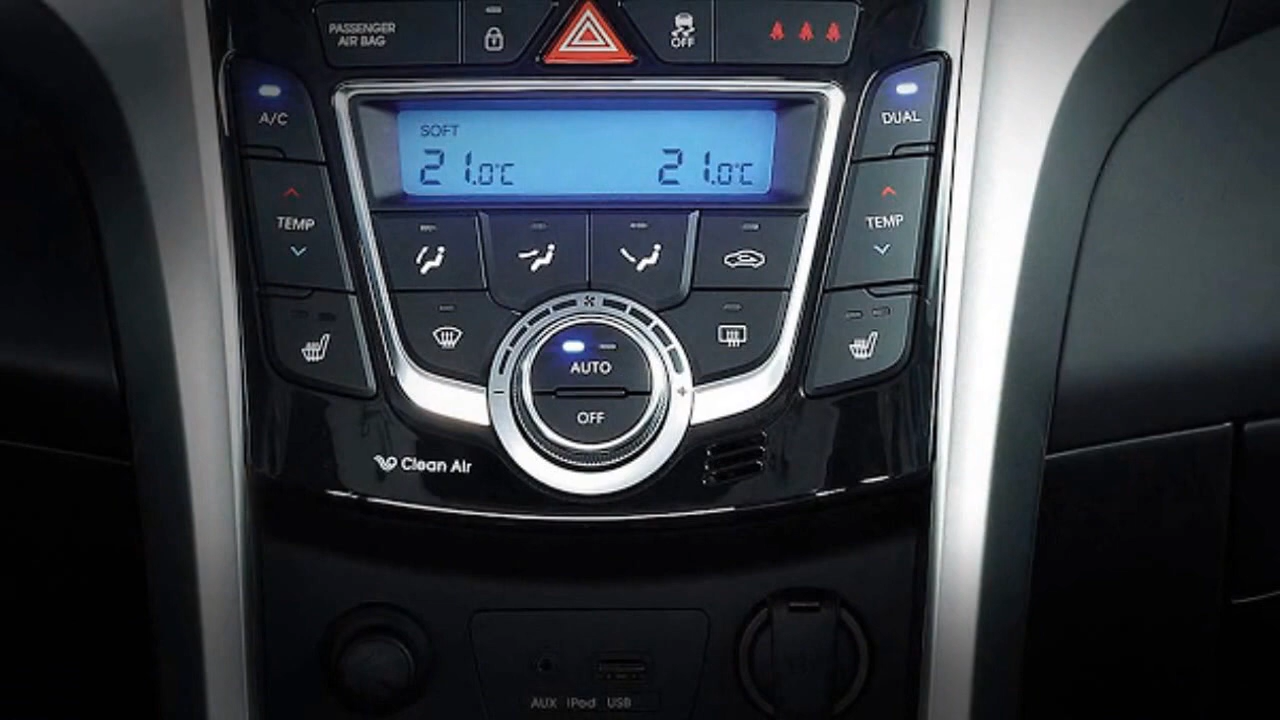 PASSENGER
AIR BAG
OFF
A/C
DUAL
SOFT
21.0°C 21.0°C
TEMP
TEMP
AUTO
OFF
Clean Air
AUX iPod USB